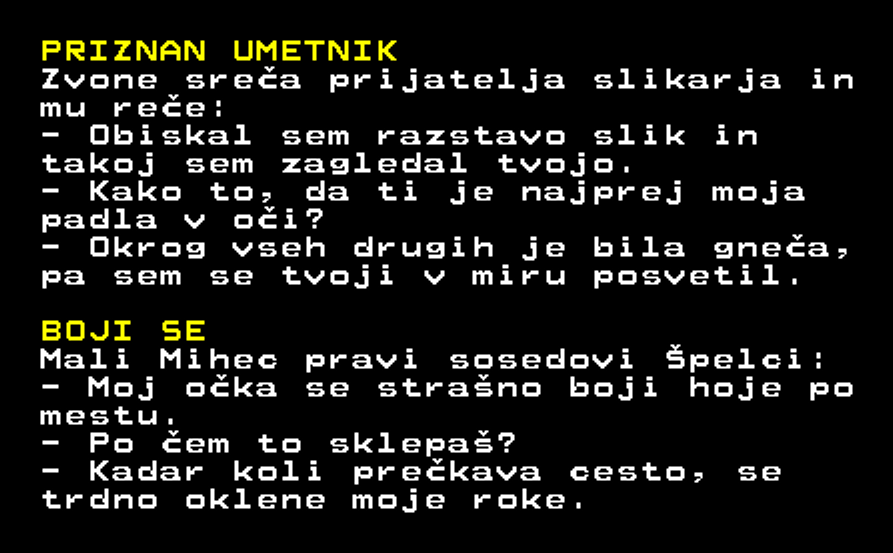 PRIZNAN UMETNIK
Zvone sreča prijatelja slikarja in
mu reče:
- Obiskal sem razstavo slik in
takoj sem zagledal tvojo.
- Kako to, da ti je najprej moja
padla v oči?
- Okrog vseh drugih je bila gneča,
pa sem se tvoji v miru posvetil.
BOJI SE
Mali Mihec pravi sosedovi Špelci:
- Moj očka se strašno boji hoje po
mestu.
- Po čem to sklepaš?
- Kadar koli prečkava cesto, se
trdno oklene moje roke.